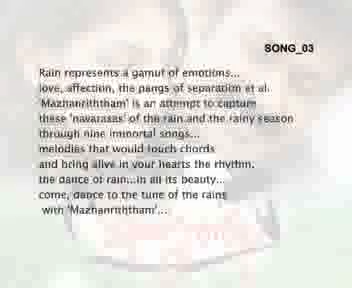 SONG_03
Rain represents a gamut of emotions...
love, affection, the pangs of separation et al.
'Mazhanriththam' is an attempt to capture
these 'navarasas' of the rain and the rainy season
through nine immortal songs...
melodies that would touch chords
and bring alive in your hearts the rhythm,
the dance of rain...in all its beauty...
come, dance to the tune of the rains
with 'Mazhanriththam'...